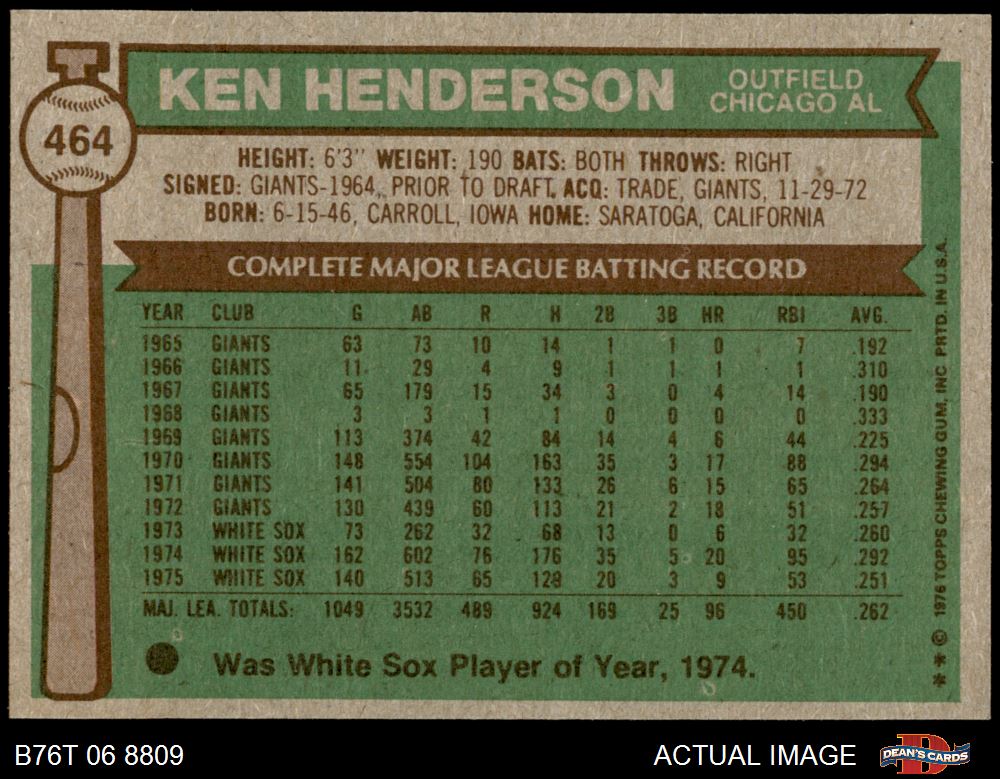 KEN HENDERSON
OUTFIELD
CHICAGO AL
464
HEIGHT: 6'3" WEIGHT: 190 BATS: BOTH THROWS: RIGHT
SIGNED: GIANTS-1964, PRIOR TO DRAFT. ACQ: TRADE, GIANTS, 11-29-72
BORN: 6-15-46, CARROLL, IOWA HOME: SARATOGA, CALIFORNIA
COMPLETE MAJOR LEAGUE BATTING RECORD
YEAR CLUB G AB R H 2B 3B HR RBI AVG.
1965 GIANTS 63 73 10 14 1 1 0 7 .192
1966 GIANTS 11 29 4 9 1 1 1 1 .310
1967 GIANTS 65 179 15 34 3 0 4 14 .190
1968 GIANTS 3 3 1 1 0 0 0 0 .333
1969 GIANTS 113 374 42 84 14 4 6 44 .225
1970 GIANTS 148 554 104 163 35 3 17 88 .294
1971 GIANTS 141 504 80 133 26 6 15 65 .264
1972 GIANTS 130 439 60 113 21 2 18 51 .257
1973 WHITE SOX 73 262 32 68 13 0 6 32 .260
1974 WHITE SOX 162 602 76 176 35 5 20 95 .292
1975 WHITE SOX 140 513 65 129 20 3 9 53 .251
MAJ. LEA. TOTALS: 1049 3532 489 924 169 25 96 450 .262
Was White Sox Player of Year, 1974.
** © 1976 TOPPS CHEWING GUM, INC PRTD. IN U.S.A.
B76T 06 8809
ACTUAL IMAGE
DEAN'S CARDS